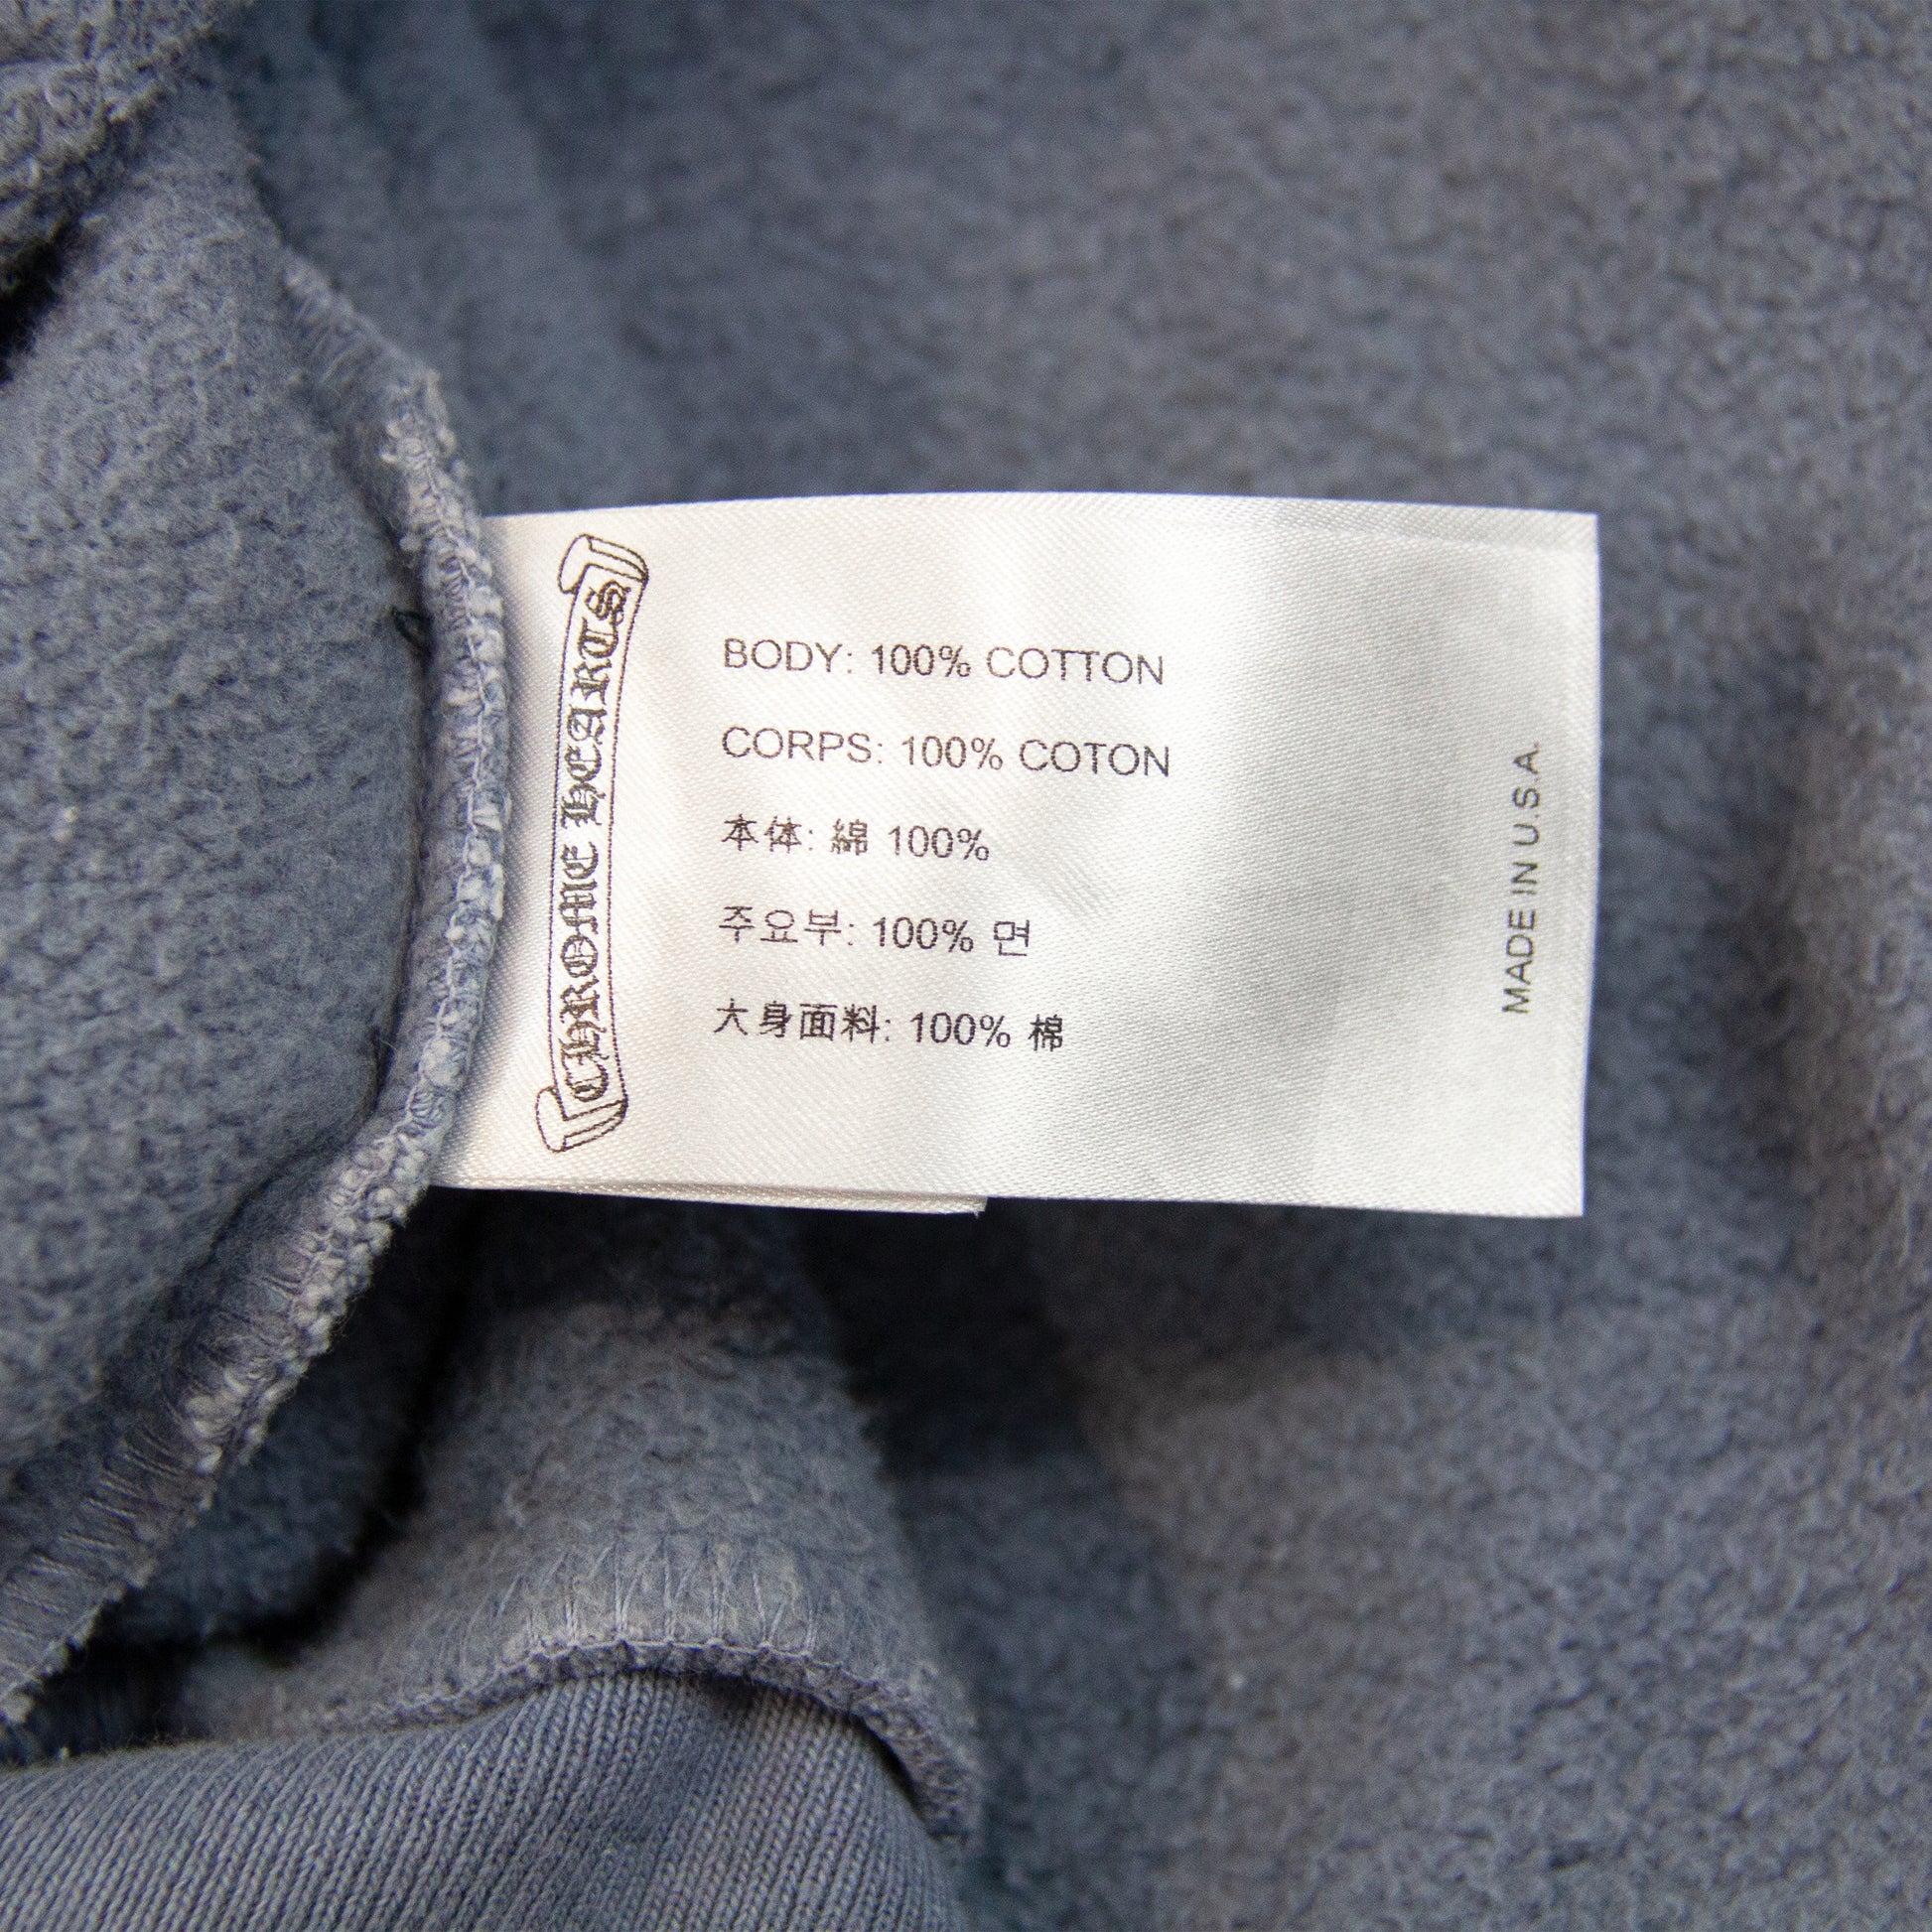 CHROME HEARTS
BODY: 100% COTTON
CORPS: 100% COTON
本体: 綿 100%
주요부: 100% 면
大身面料: 100% 棉
MADE IN U.S.A.